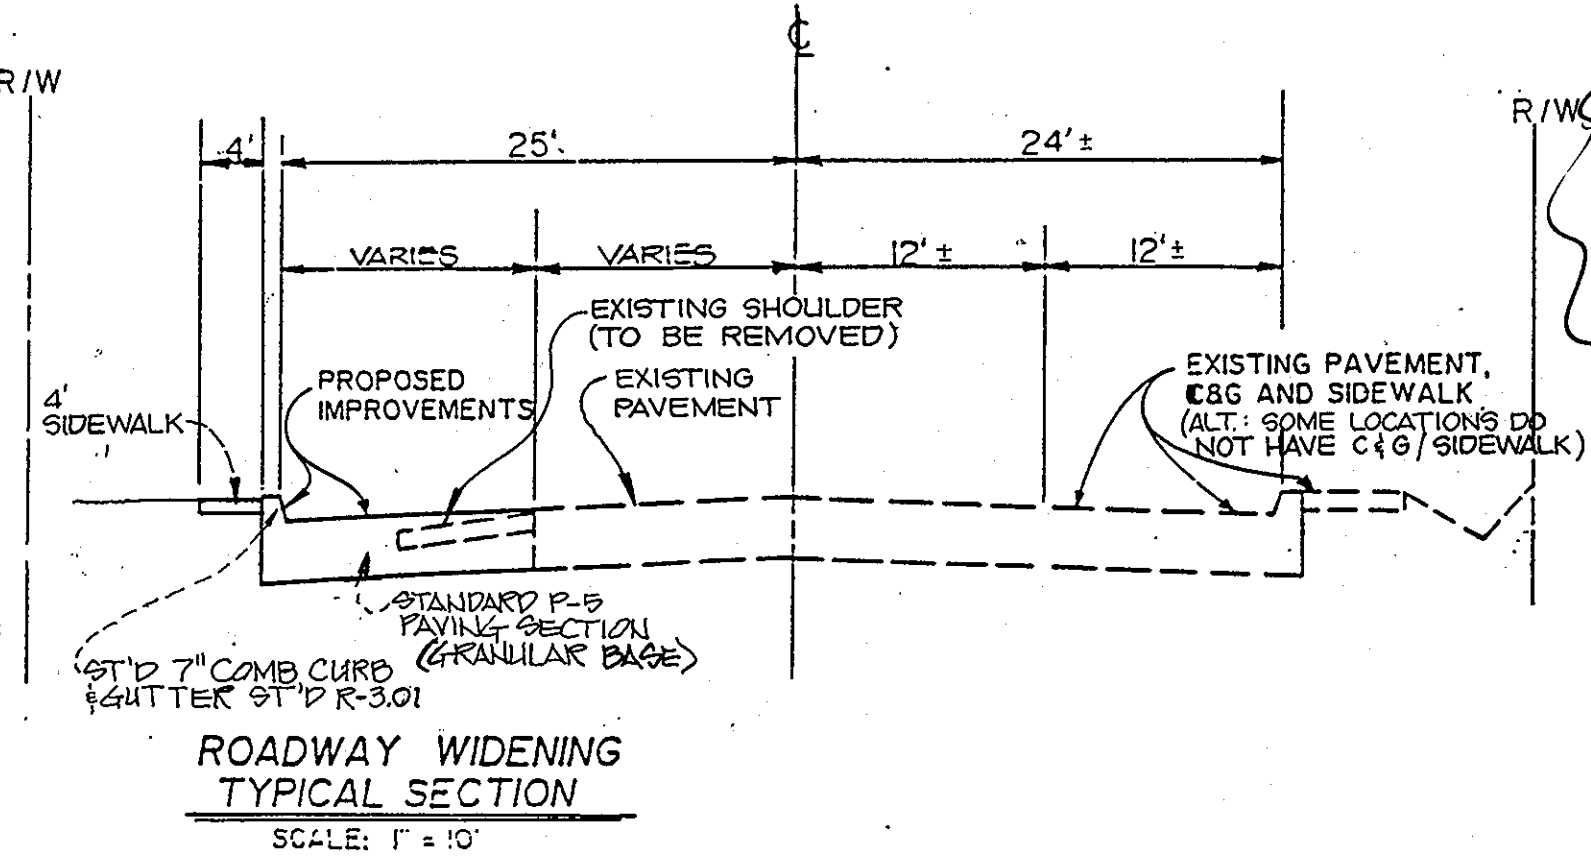 ℄
R/W
R/W
4'
25'
24'±
VARIES
VARIES
12'±
12'±
EXISTING SHOULDER
(TO BE REMOVED)
PROPOSED
IMPROVEMENTS
EXISTING
PAVEMENT
EXISTING PAVEMENT,
C&G AND SIDEWALK
(ALT.: SOME LOCATIONS DO
NOT HAVE C&G/SIDEWALK)
4'
SIDEWALK
STANDARD P-5
PAVING SECTION
(GRANULAR BASE)
ST'D 7" COMB CURB
& GUTTER ST'D R-3.01
ROADWAY WIDENING
TYPICAL SECTION
SCALE: 1" = 10'